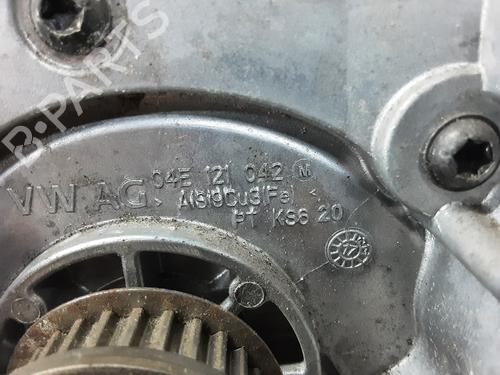 B-PARTS
VW AG 04E 121 042 M
> AlSi9Cu3(Fe) <
PT KS6 20